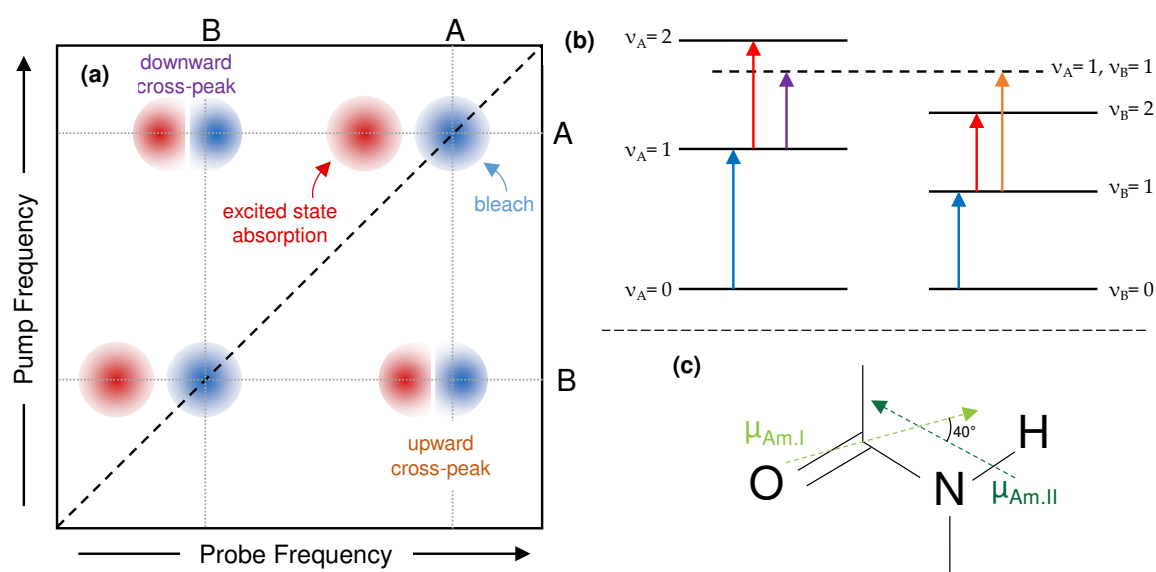 B
A
(a)
downward
cross-peak
A
excited state
absorption
bleach
B
upward
cross-peak
Pump Frequency
Probe Frequency
(b)
νA= 2
νA= 1, νB= 1
νB= 2
νA= 1
νB= 1
νA= 0
νB= 0
(c)
μAm.I
40°
H
O
N
μAm.II